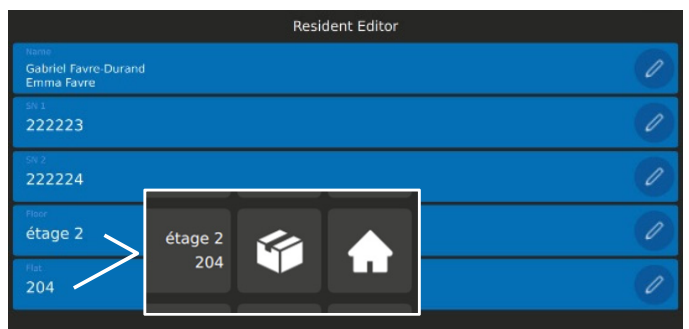 Resident Editor
Name
Gabriel Favre-Durand
Emma Favre
SN 1
222223
SN 2
222224
Floor
étage 2
Flat
204
étage 2
204